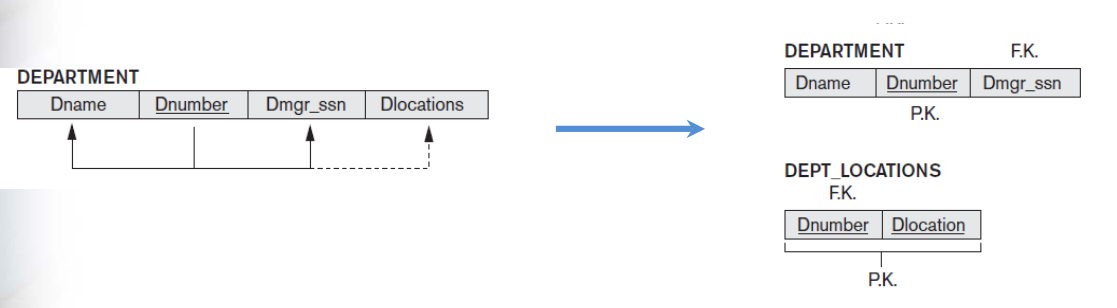 DEPARTMENT
Dname Dnumber Dmgr_ssn Dlocations
DEPARTMENT F.K.
Dname Dnumber Dmgr_ssn
P.K.
DEPT_LOCATIONS
F.K.
Dnumber Dlocation
P.K.